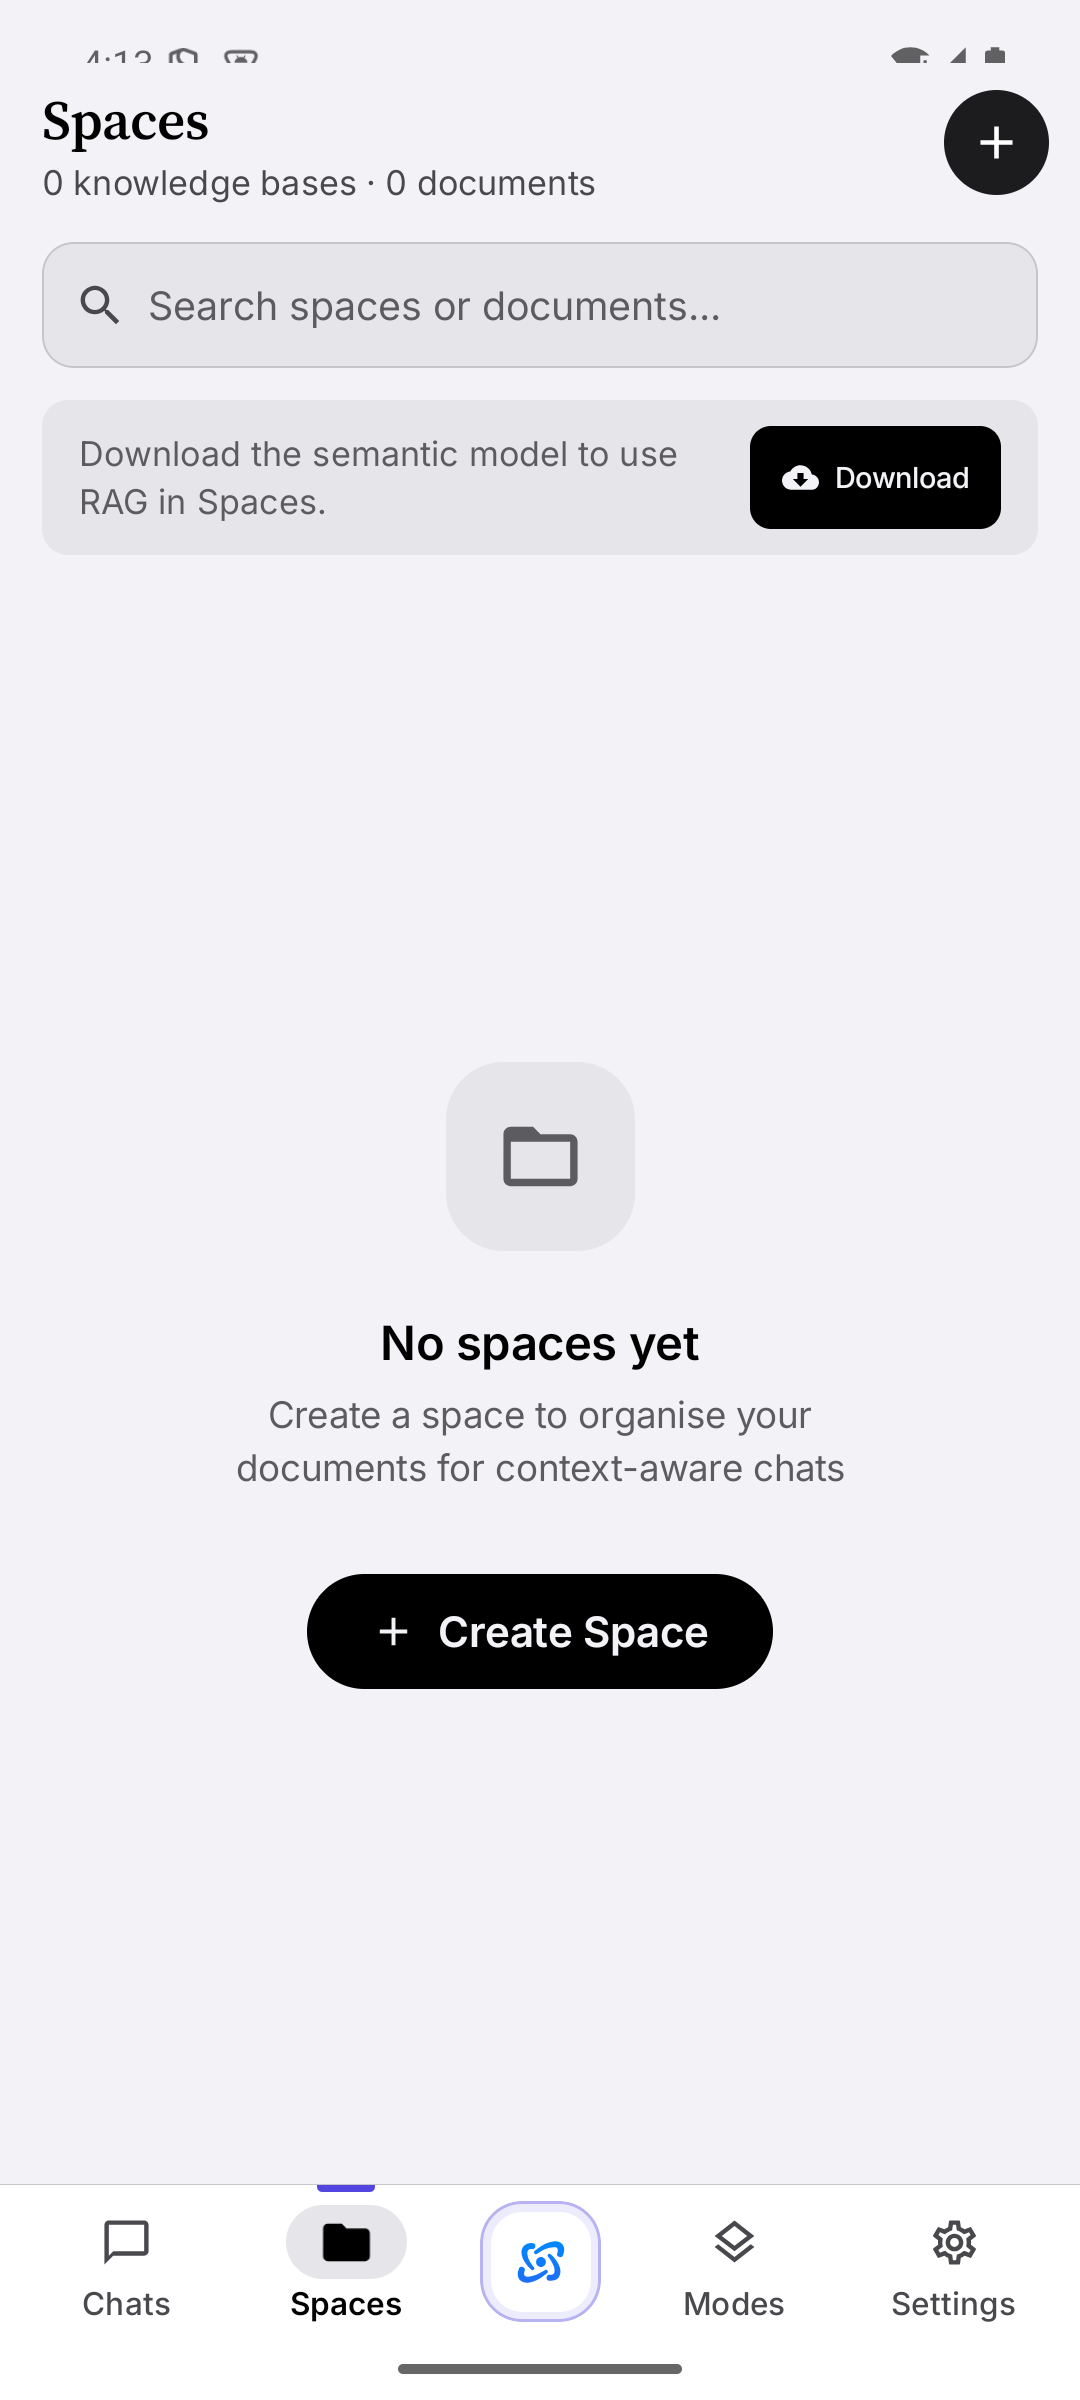 4:13
Spaces
0 knowledge bases · 0 documents
Search spaces or documents...
Download the semantic model to use
RAG in Spaces.
Download
No spaces yet
Create a space to organise your
documents for context-aware chats
Create Space
Chats
Spaces
Modes
Settings